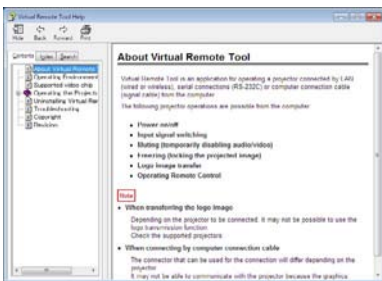 Virtual Remote Tool Help
Hide Back Forward Print
Contents Index Search
About Virtual Remote
Operating Environment
Supported video chip
Operating the Projecto
Uninstalling Virtual Rem
Troubleshooting
Copyright
Revision
About Virtual Remote Tool
Virtual Remote Tool is an application for operating a projector connected by LAN
(wired or wireless), serial connections (RS-232C) or computer connection cable
(signal cable) from the computer
The following projector operations are possible from the computer
• Power on/off
• Input signal switching
• Muting (temporarily disabling audio/video)
• Freezing (locking the projected image)
• Logo image transfer
• Operating Remote Control
Note
• When transferring the logo image
Depending on the projector to be connected, it may not be possible to use the
logo transmission function
Check the supported projectors
• When connecting by computer connection cable
The connector that can be used for the connection will differ depending on the
projector
It may not be able to communicate with the projector because the graphics